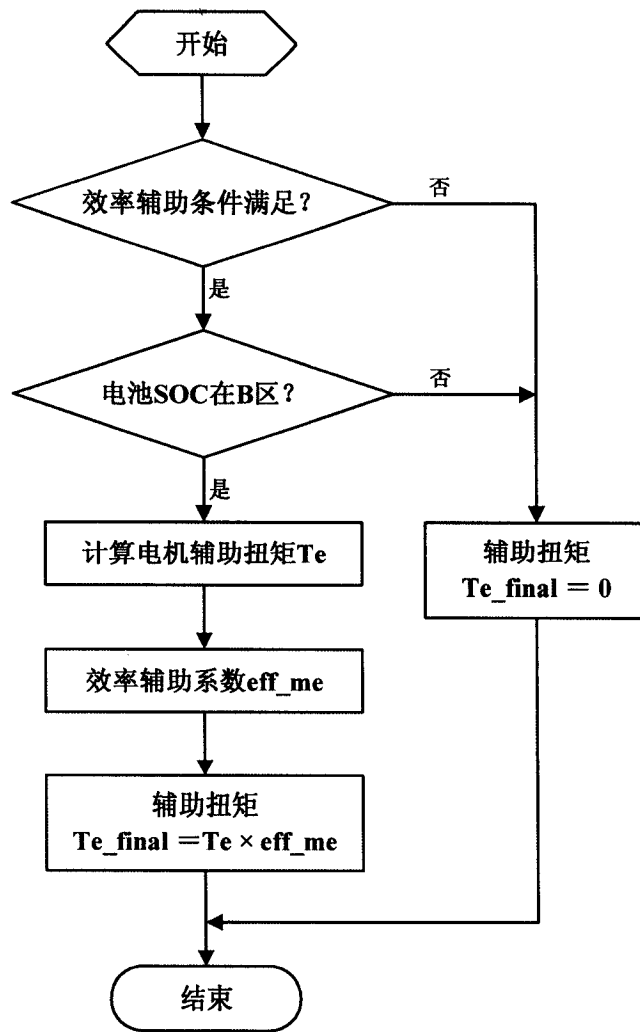 开始
效率辅助条件满足？
否
是
电池SOC在B区？
否
是
计算电机辅助扭矩Te
辅助扭矩
Te_final = 0
效率辅助系数eff_me
辅助扭矩
Te_final = Te × eff_me
结束